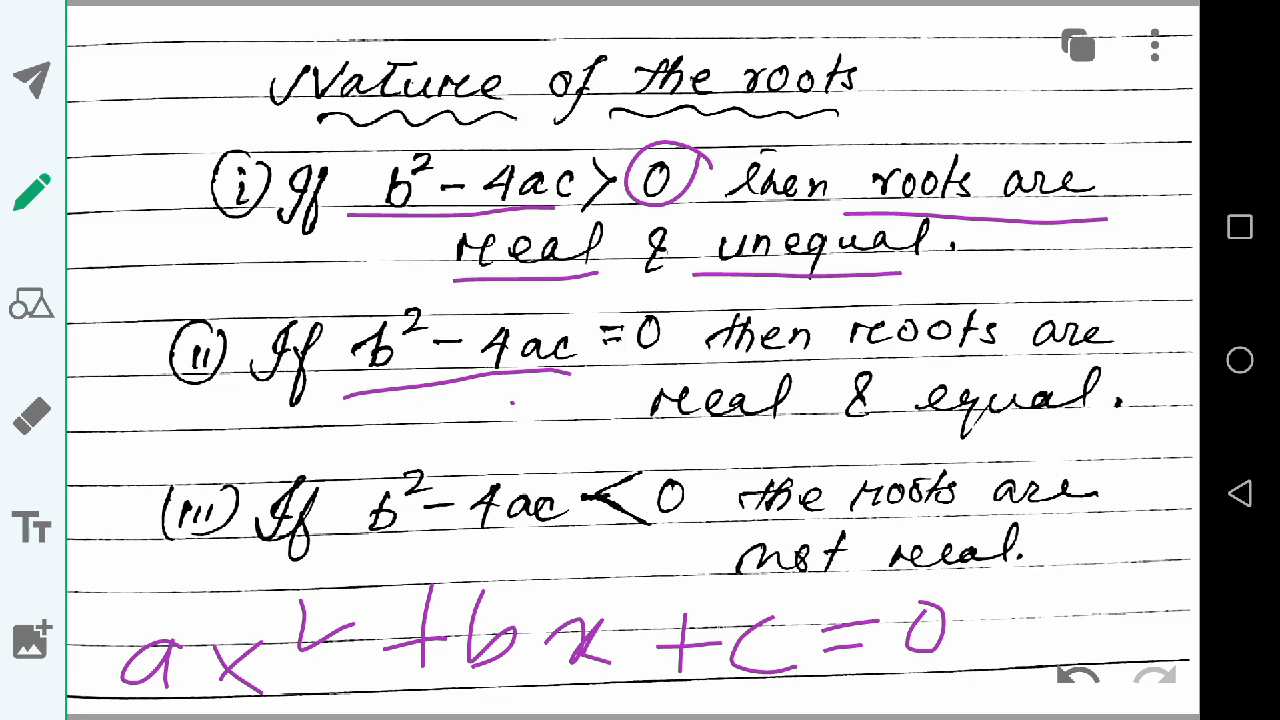 Nature of the roots
(i) If b² - 4ac > 0 then roots are
real & unequal.
(ii) If b² - 4ac = 0 then roots are
real & equal.
(iii) If b² - 4ac < 0 the roots are
not real.
ax² + bx + c = 0
TT